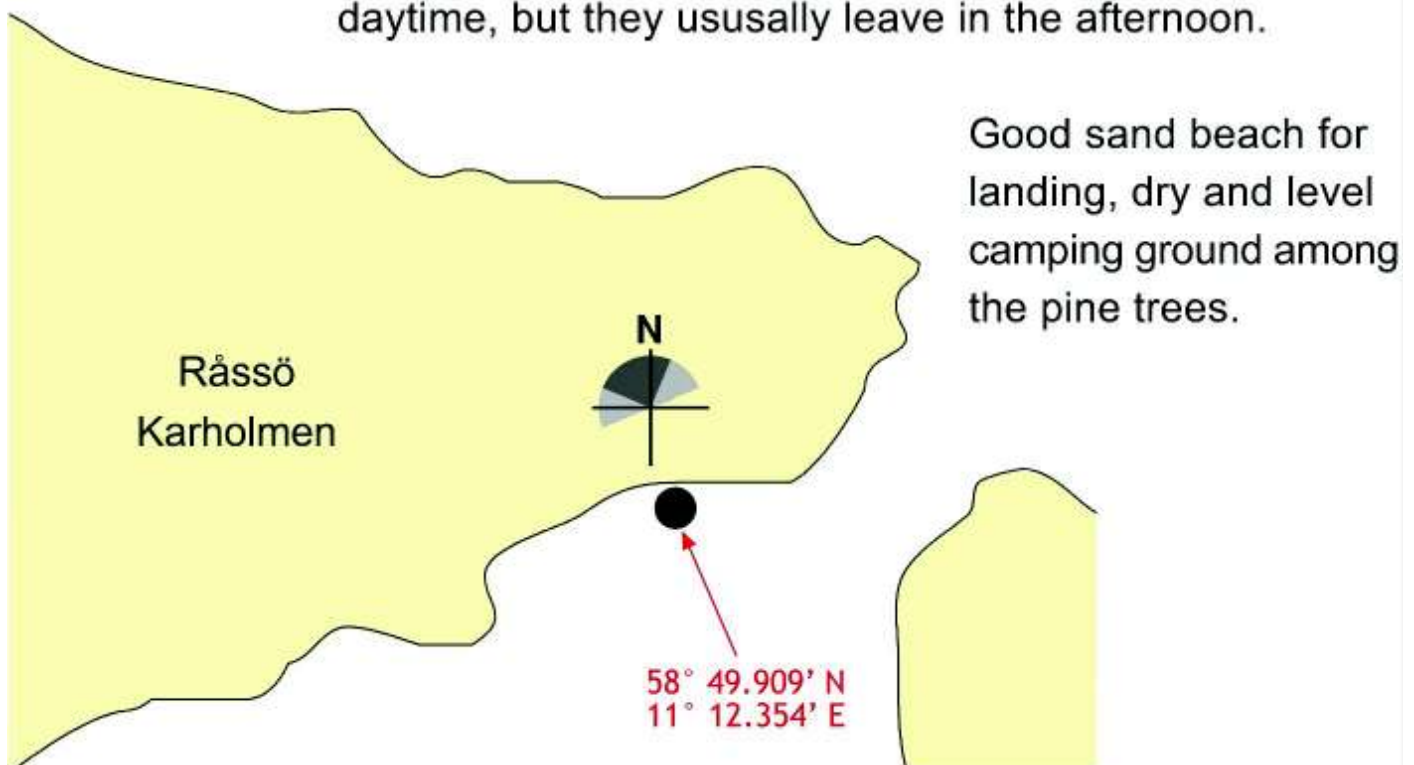 daytime, but they ususally leave in the afternoon.
Good sand beach for
landing, dry and level
camping ground among
the pine trees.
N
Råssö
Karholmen
58° 49.909’ N
11° 12.354’ E